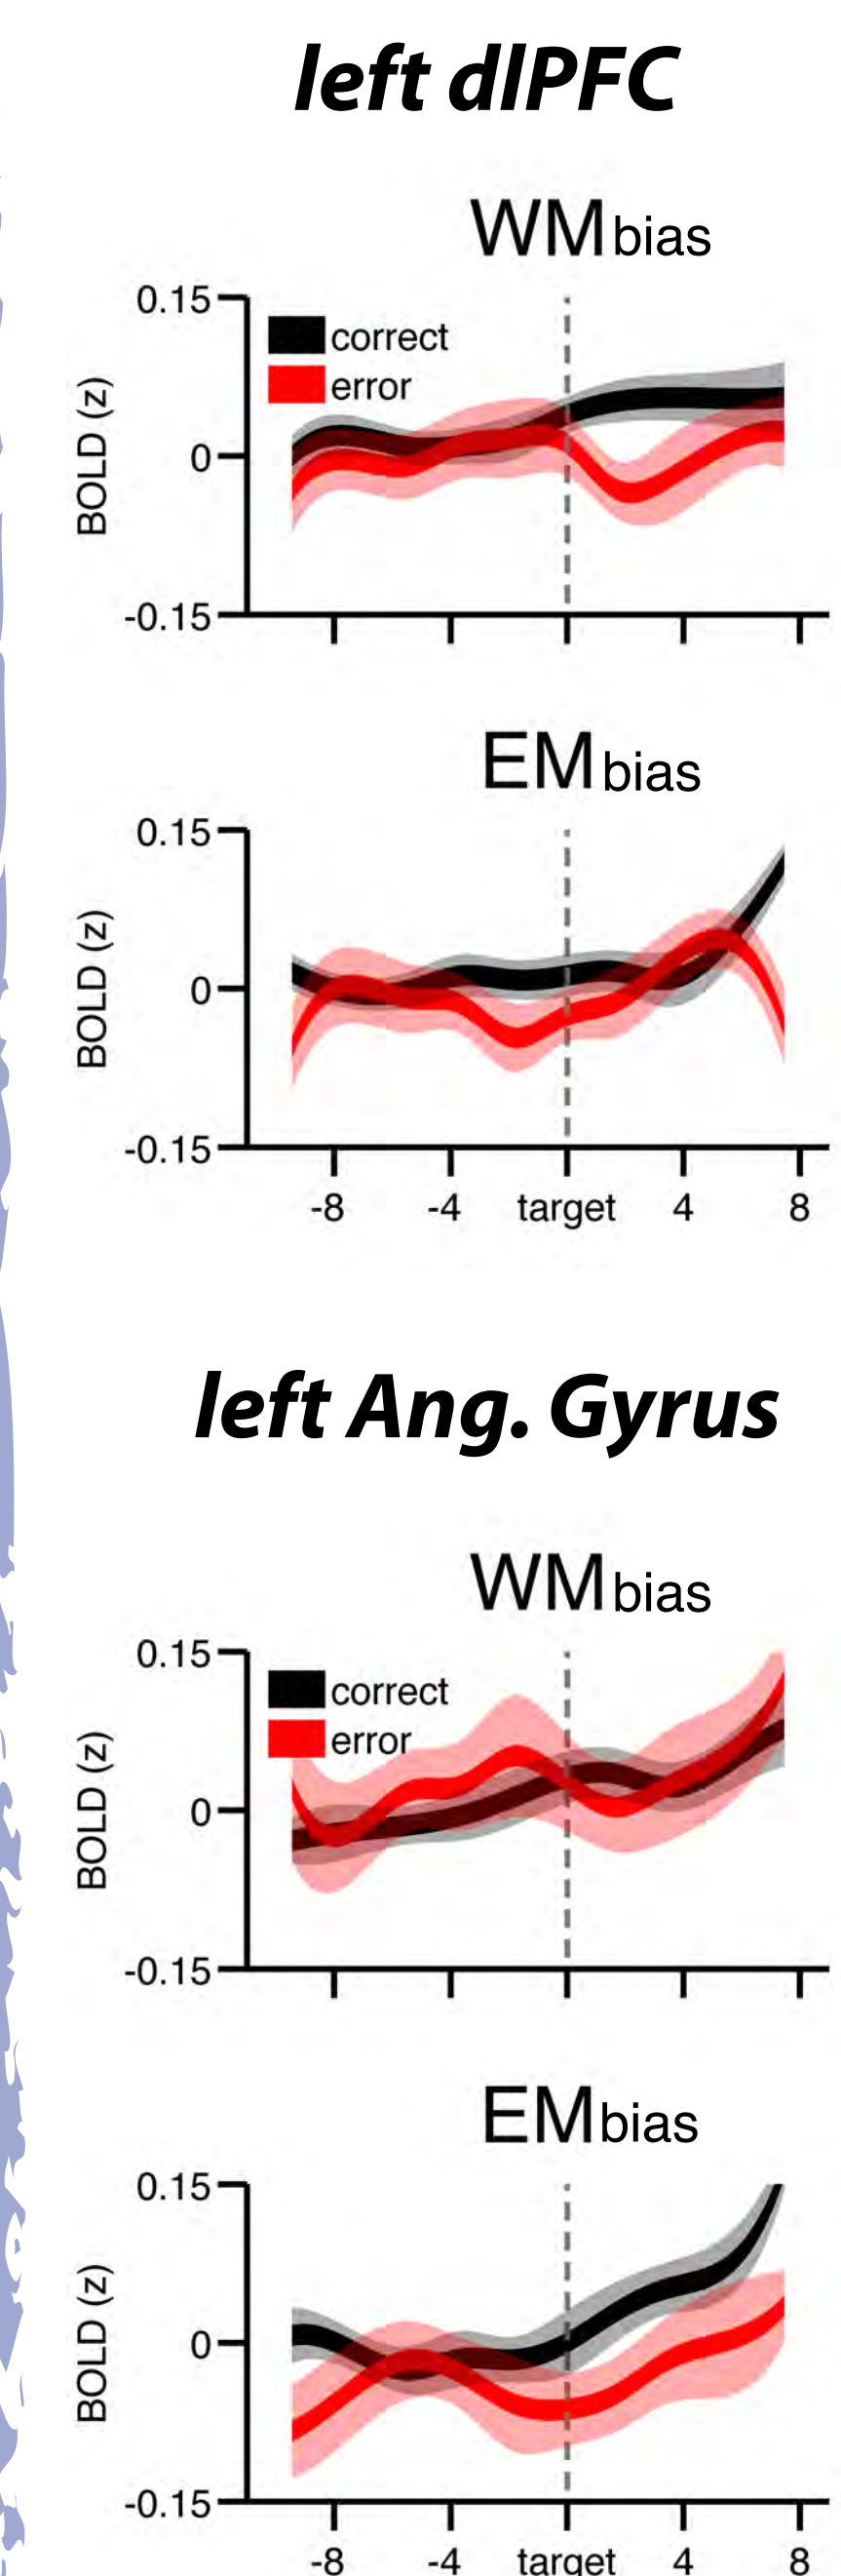 left dlPFC
WMbias
0.15
correct
error
BOLD (z)
0
-0.15
EMbias
0.15
BOLD (z)
0
-0.15
-8 -4 target 4 8
left Ang. Gyrus
WMbias
0.15
correct
error
BOLD (z)
0
-0.15
EMbias
0.15
BOLD (z)
0
-0.15
-8 -4 target 4 8